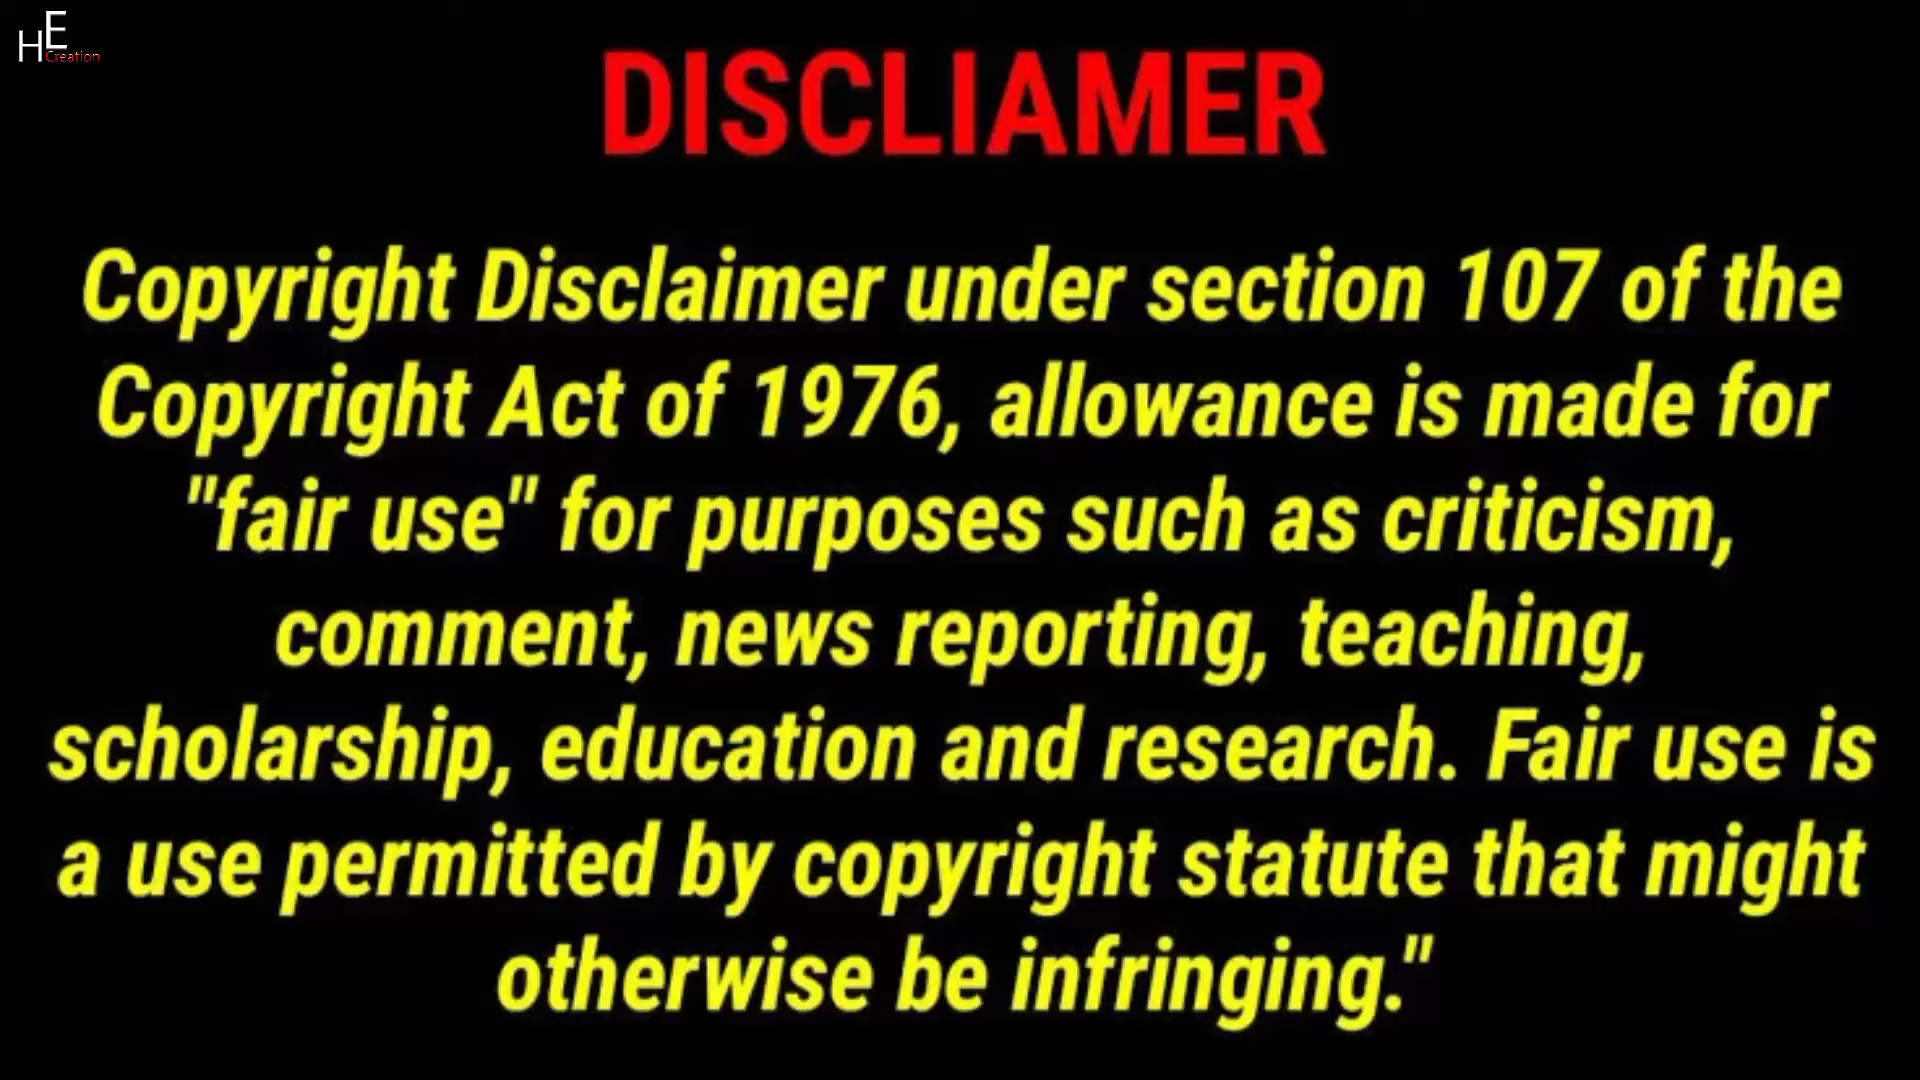 HE
Creation
DISCLIAMER
Copyright Disclaimer under section 107 of the
Copyright Act of 1976, allowance is made for
"fair use" for purposes such as criticism,
comment, news reporting, teaching,
scholarship, education and research. Fair use is
a use permitted by copyright statute that might
otherwise be infringing."